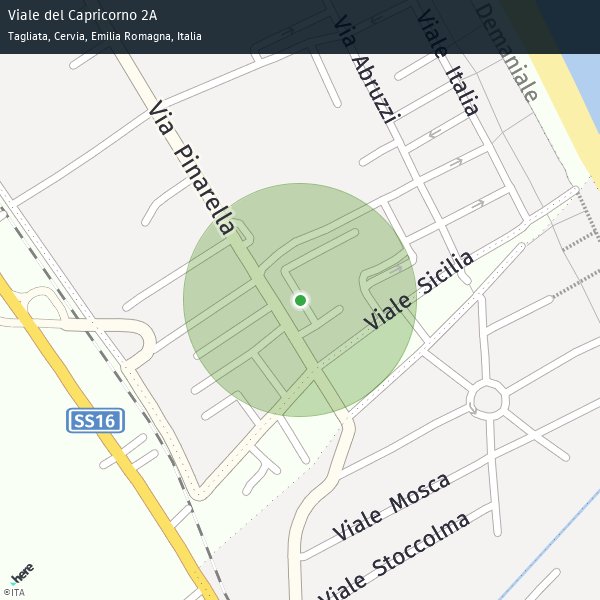 Viale del Capricorno 2A
Tagliata, Cervia, Emilia Romagna, Italia
Via Pinarella
Via Abruzzi
Viale Italia
Demaniale
Viale Sicilia
SS16
Viale Mosca
Viale Stoccolma
here
©ITA